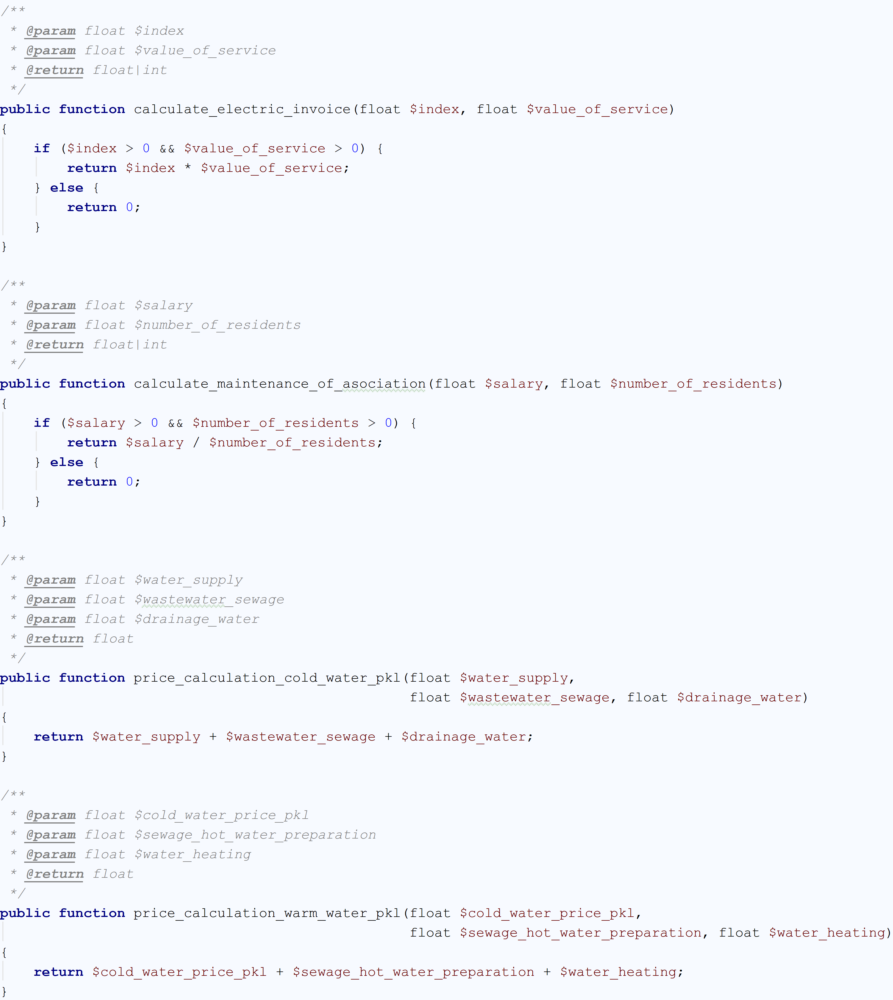 /**
 * @param float $index
 * @param float $value_of_service
 * @return float|int
 */
public function calculate_electric_invoice(float $index, float $value_of_service)
{
    if ($index > 0 && $value_of_service > 0) {
        return $index * $value_of_service;
    } else {
        return 0;
    }
}

/**
 * @param float $salary
 * @param float $number_of_residents
 * @return float|int
 */
public function calculate_maintenance_of_asociation(float $salary, float $number_of_residents)
{
    if ($salary > 0 && $number_of_residents > 0) {
        return $salary / $number_of_residents;
    } else {
        return 0;
    }
}

/**
 * @param float $water_supply
 * @param float $wastewater_sewage
 * @param float $drainage_water
 * @return float
 */
public function price_calculation_cold_water_pkl(float $water_supply,
                                                 float $wastewater_sewage, float $drainage_water)
{
    return $water_supply + $wastewater_sewage + $drainage_water;
}

/**
 * @param float $cold_water_price_pkl
 * @param float $sewage_hot_water_preparation
 * @param float $water_heating
 * @return float
 */
public function price_calculation_warm_water_pkl(float $cold_water_price_pkl,
                                                 float $sewage_hot_water_preparation, float $water_heating)
{
    return $cold_water_price_pkl + $sewage_hot_water_preparation + $water_heating;
}